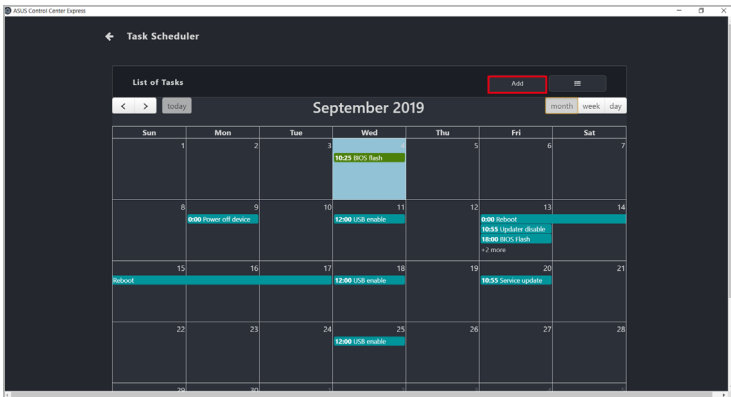 ASUS Control Center Express
Task Scheduler
List of Tasks
Add
today
September 2019
month week day
Sun Mon Tue Wed Thu Fri Sat
1 2 3 4 5 6 7
10:25 BIOS flash
8 9 10 11 12 13 14
0:00 Power off device 12:00 USB enable 0:00 Reboot
10:55 Updater disable
18:00 BIOS Flash
+2 more
15 16 17 18 19 20 21
Reboot 12:00 USB enable 10:55 Service update
22 23 24 25 26 27 28
12:00 USB enable
29 30